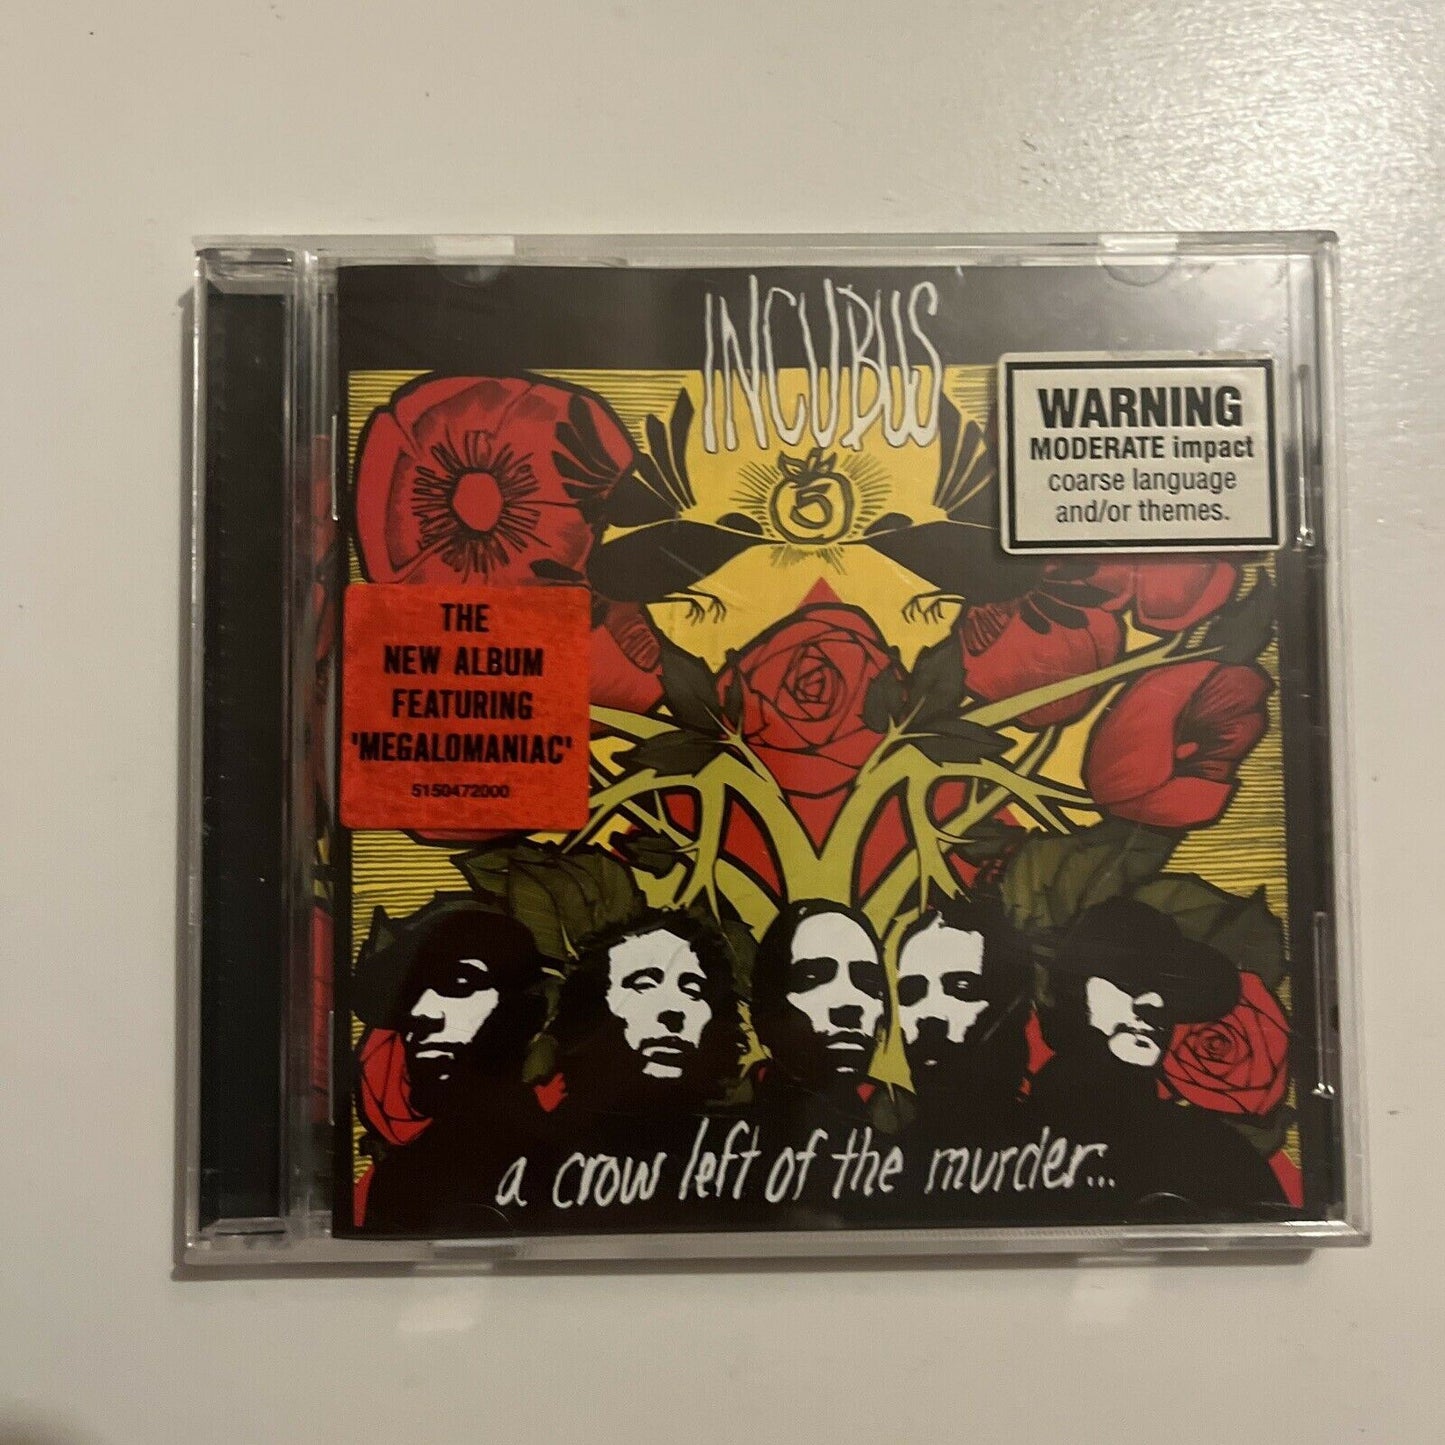 INCUBUS
5
WARNING
MODERATE impact
coarse language
and/or themes.
THE
NEW ALBUM
FEATURING
'MEGALOMANIAC'
5150472000
a crow left of the murder...